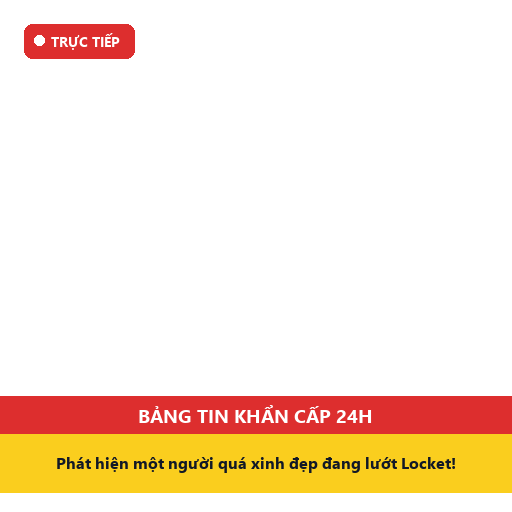 TRỰC TIẾP
BẢNG TIN KHẨN CẤP 24H
Phát hiện một người quá xinh đẹp đang lướt Locket!